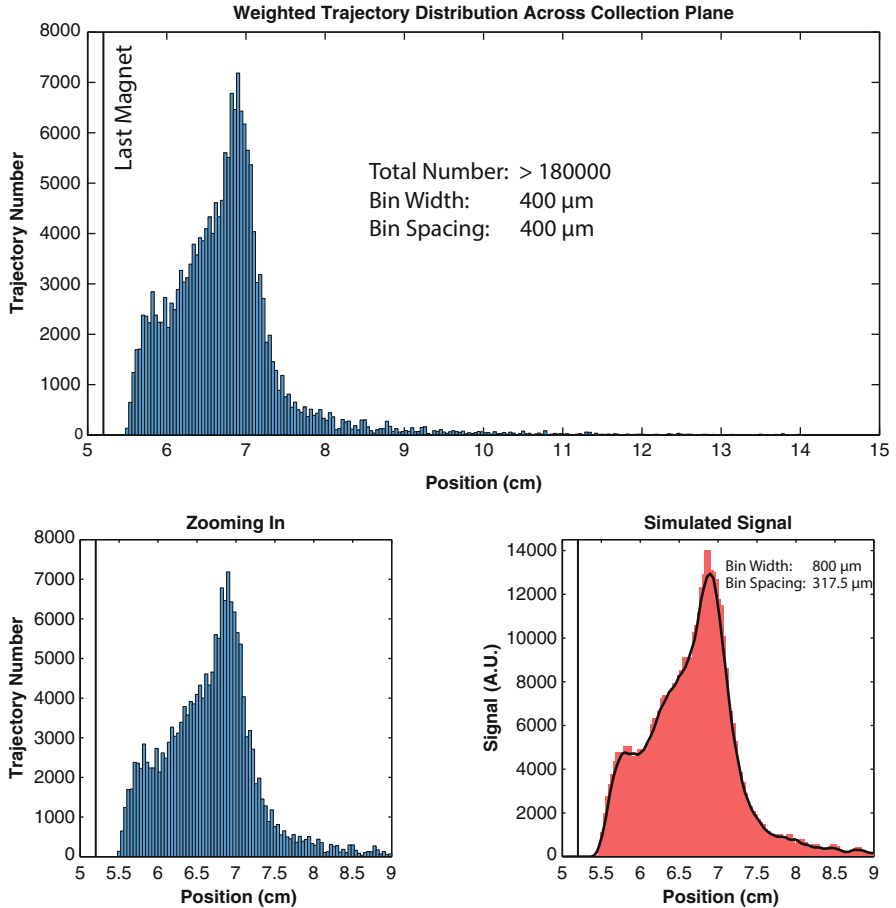 Weighted Trajectory Distribution Across Collection Plane
8000
7000
6000
5000
4000
3000
2000
1000
0
Trajectory Number
Last Magnet
Total Number: > 180000
Bin Width: 400 µm
Bin Spacing: 400 µm
5 6 7 8 9 10 11 12 13 14 15
Position (cm)
Zooming In
8000
7000
6000
5000
4000
3000
2000
1000
0
Trajectory Number
5 5.5 6 6.5 7 7.5 8 8.5 9
Position (cm)
Simulated Signal
14000
12000
10000
8000
6000
4000
2000
0
Signal (A.U.)
Bin Width: 800 µm
Bin Spacing: 317.5 µm
5 5.5 6 6.5 7 7.5 8 8.5 9
Position (cm)